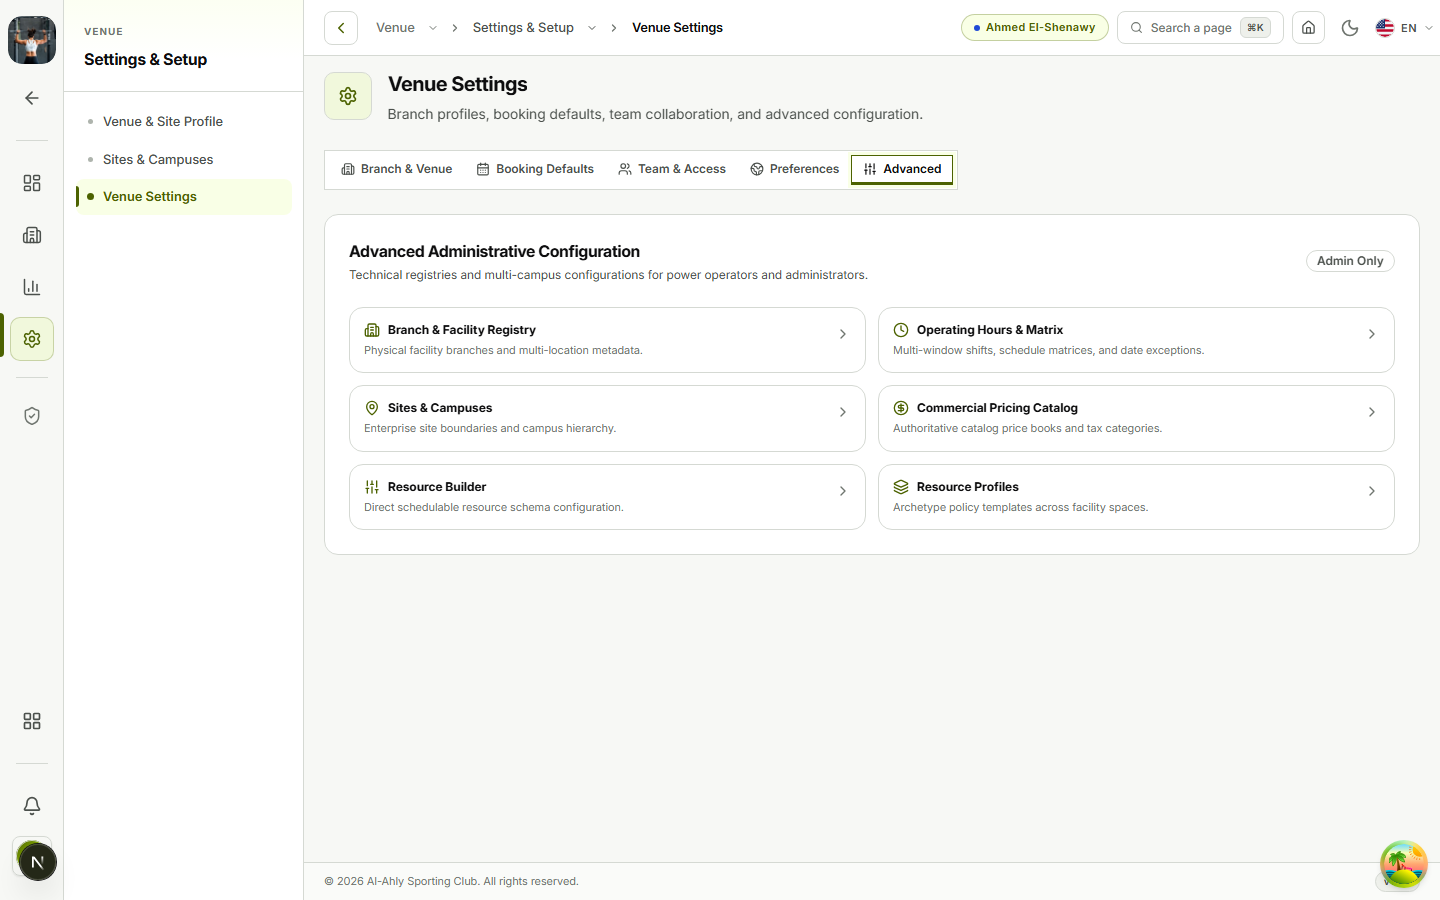 VENUE
Settings & Setup
Venue & Site Profile
Sites & Campuses
Venue Settings
Venue
Settings & Setup
Venue Settings
Ahmed El-Shenawy
Search a page
⌘K
EN
Venue Settings
Branch profiles, booking defaults, team collaboration, and advanced configuration.
Branch & Venue
Booking Defaults
Team & Access
Preferences
Advanced
Advanced Administrative Configuration
Technical registries and multi-campus configurations for power operators and administrators.
Admin Only
Branch & Facility Registry
Physical facility branches and multi-location metadata.
Operating Hours & Matrix
Multi-window shifts, schedule matrices, and date exceptions.
Sites & Campuses
Enterprise site boundaries and campus hierarchy.
Commercial Pricing Catalog
Authoritative catalog price books and tax categories.
Resource Builder
Direct schedulable resource schema configuration.
Resource Profiles
Archetype policy templates across facility spaces.
N
© 2026 Al-Ahly Sporting Club. All rights reserved.